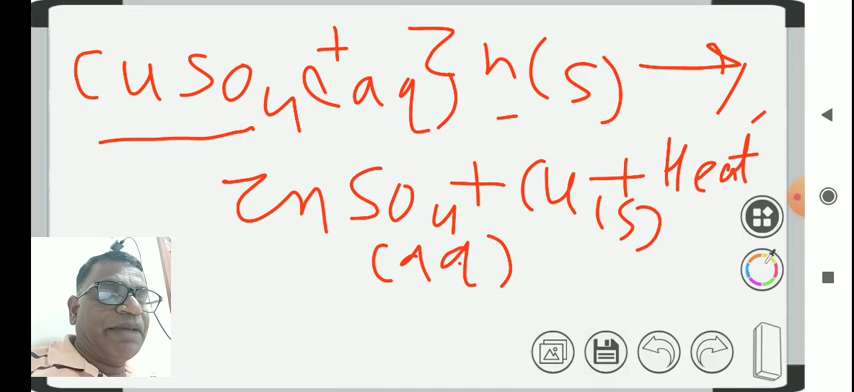 CuSO4(aq) + Zn(s) →
ZnSO4 + Cu + Heat
(aq) (s)